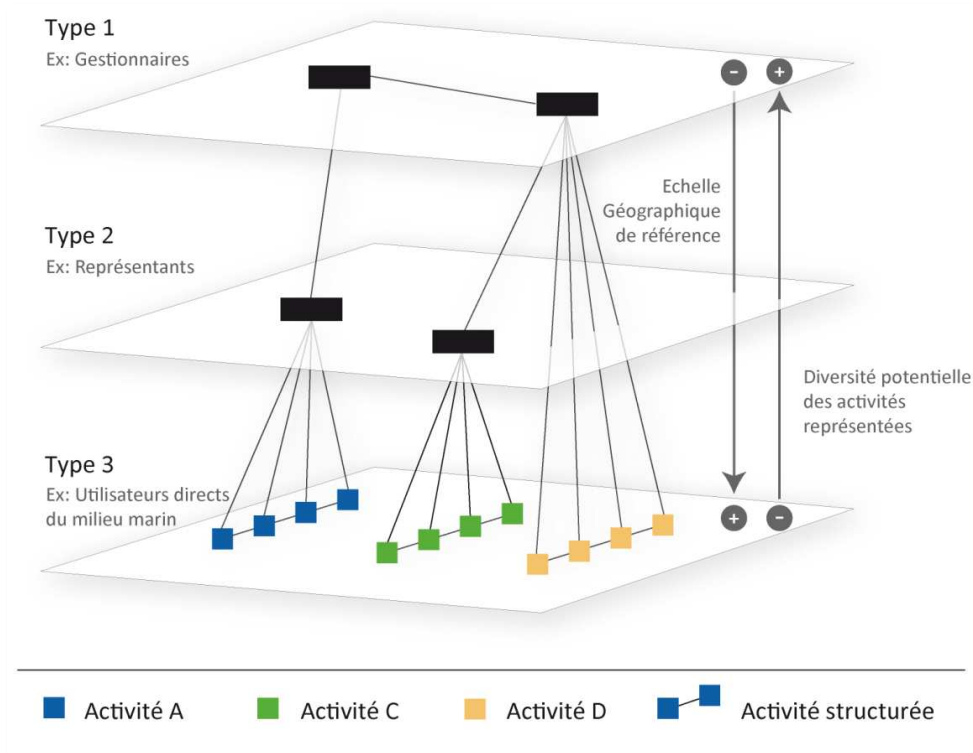 Type 1
Ex: Gestionnaires
- +
Echelle
Géographique
de référence
Type 2
Ex: Représentants
Diversité potentielle
des activités
représentées
Type 3
Ex: Utilisateurs directs
du milieu marin
+ -
Activité A
Activité C
Activité D
Activité structurée